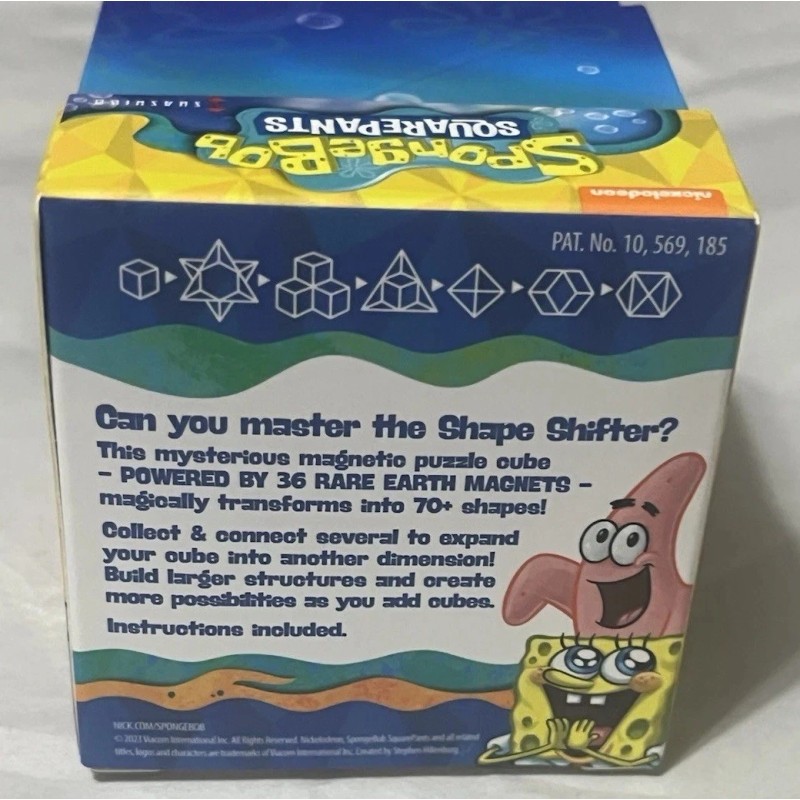 SUASHIBO
SpongeBob
SQUAREPANTS
nickelodeon
PAT. No. 10, 569, 185
Can you master the Shape Shifter?
This mysterious magnetic puzzle cube
– POWERED BY 36 RARE EARTH MAGNETS –
magically transforms into 70+ shapes!
Collect & connect several to expand
your cube into another dimension!
Build larger structures and create
more possibilities as you add cubes.
Instructions included.
NICK.COM/SPONGEBOB
© 2023 Viacom International Inc. All Rights Reserved. Nickelodeon, SpongeBob SquarePants and all related
titles, logos and characters are trademarks of Viacom International Inc. Created by Stephen Hillenburg.